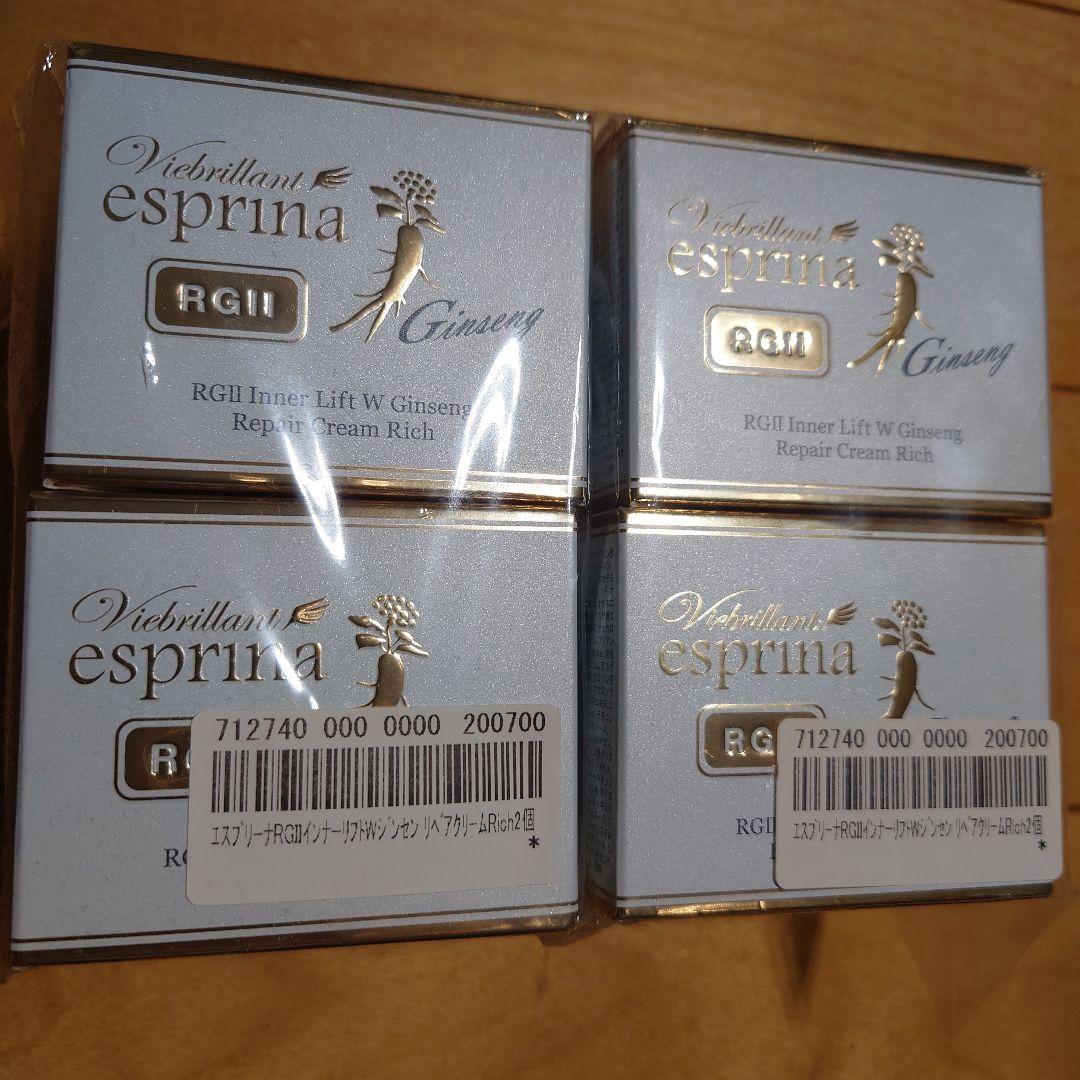 Viebrillant
esprina
RGII
Ginseng
RGII Inner Lift W Ginseng
Repair Cream Rich
Viebrillant
esprina
RGII
Ginseng
RGII Inner Lift W Ginseng
Repair Cream Rich
Viebrillant
esprina
712740 000 0000 200700
エスプリーナRGIIインナーリフトWジンセン リペアクリームRich2個
*
Viebrillant
esprina
RG
712740 000 0000 200700
エスプリーナRGIIインナーリフトWジンセン リペアクリームRich2個
*